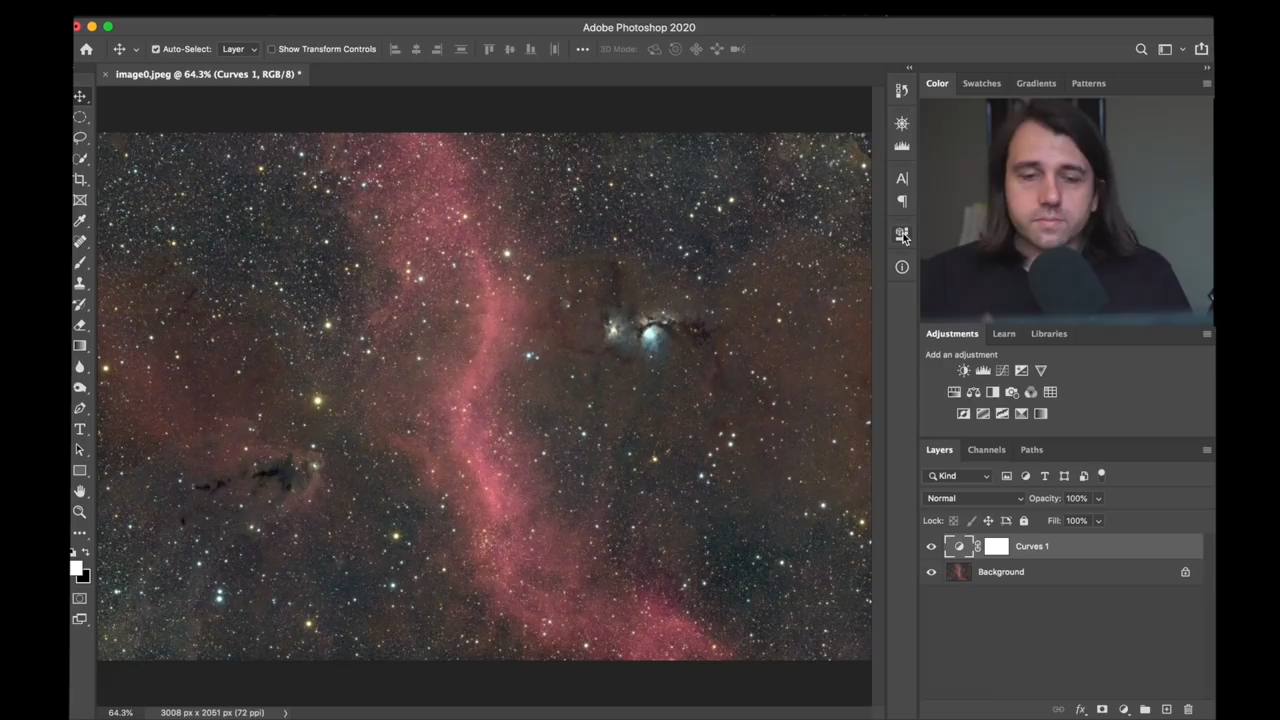 Adobe Photoshop 2020
Auto-Select: Layer Show Transform Controls 3D Mode:
image0.jpeg @ 64.3% (Curves 1, RGB/8) *
Color Swatches Gradients Patterns
Adjustments Learn Libraries
Add an adjustment
Layers Channels Paths
Kind
Normal Opacity: 100%
Lock: Fill: 100%
Curves 1
Background
64.3% 3008 px x 2051 px (72 ppi)